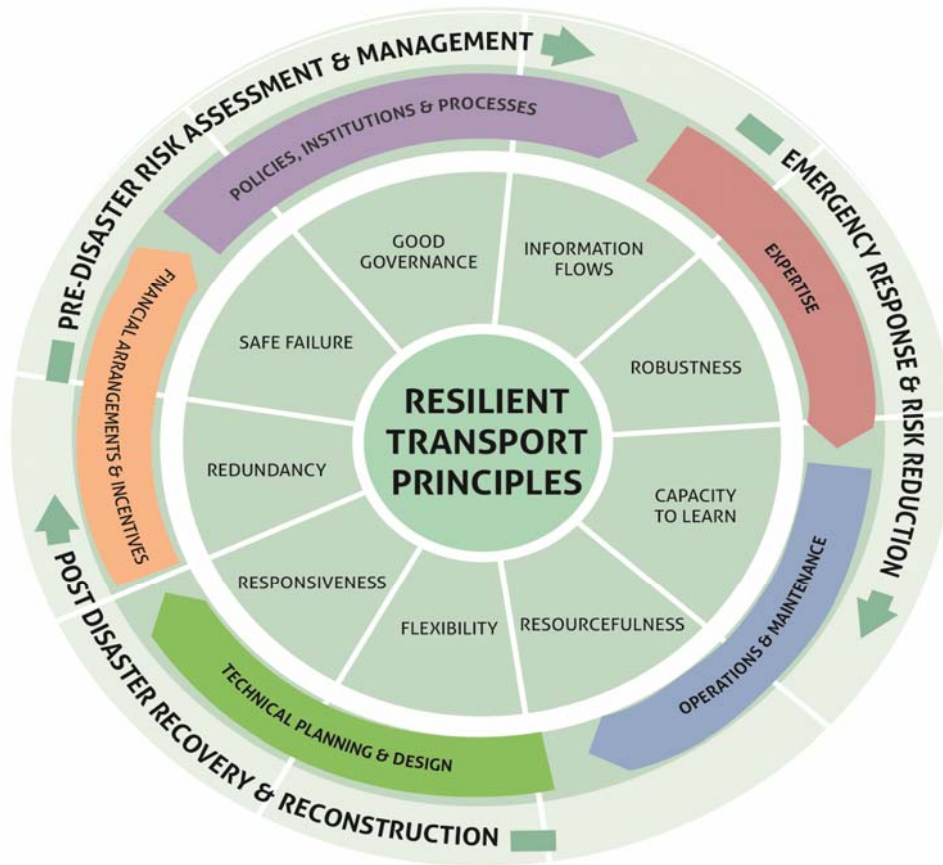 PRE-DISASTER RISK ASSESSMENT & MANAGEMENT
EMERGENCY RESPONSE & RISK REDUCTION
POST DISASTER RECOVERY & RECONSTRUCTION
POLICIES, INSTITUTIONS & PROCESSES
EXPERTISE
OPERATIONS & MAINTENANCE
TECHNICAL PLANNING & DESIGN
FINANCIAL ARRANGEMENTS & INCENTIVES
GOOD
GOVERNANCE
INFORMATION
FLOWS
ROBUSTNESS
CAPACITY
TO LEARN
RESOURCEFULNESS
FLEXIBILITY
RESPONSIVENESS
REDUNDANCY
SAFE FAILURE
RESILIENT
TRANSPORT
PRINCIPLES